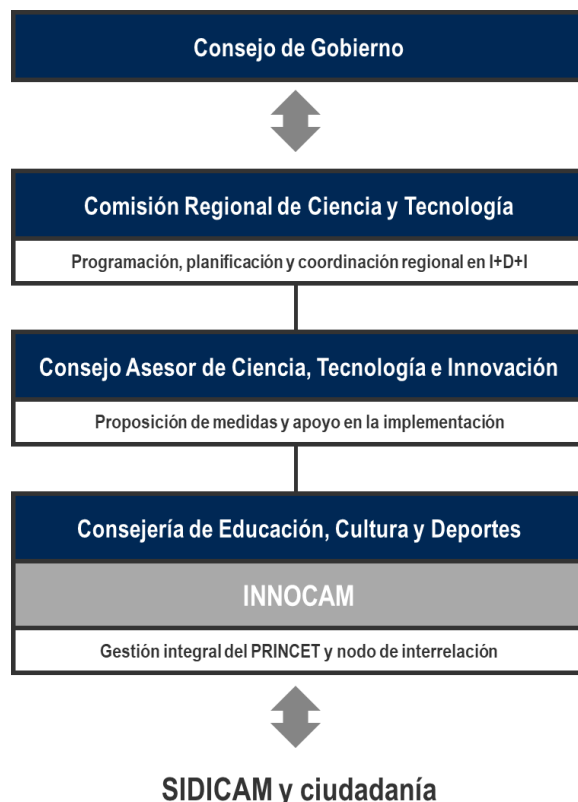 Consejo de Gobierno
Comisión Regional de Ciencia y Tecnología
Programación, planificación y coordinación regional en I+D+I
Consejo Asesor de Ciencia, Tecnología e Innovación
Proposición de medidas y apoyo en la implementación
Consejería de Educación, Cultura y Deportes
INNOCAM
Gestión integral del PRINCET y nodo de interrelación
SIDICAM y ciudadanía